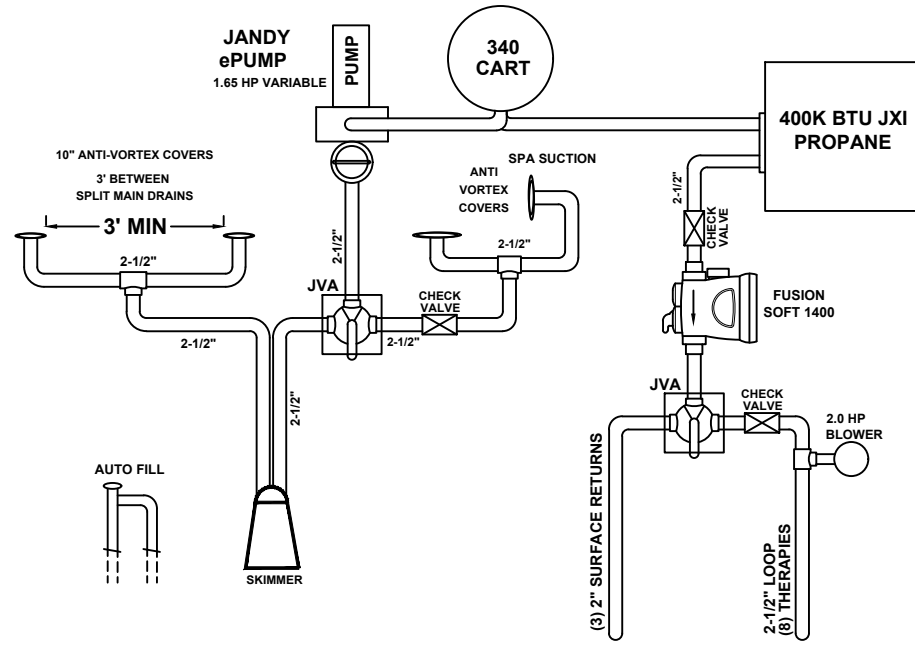 JANDY
ePUMP
1.65 HP VARIABLE
PUMP
340
CART
400K BTU JXI
PROPANE
10" ANTI-VORTEX COVERS
3' BETWEEN
SPLIT MAIN DRAINS
3' MIN
2-1/2"
2-1/2"
2-1/2"
2-1/2"
JVA
SPA SUCTION
ANTI
VORTEX
COVERS
2-1/2"
CHECK
VALVE
2-1/2"
2-1/2"
CHECK
VALVE
FUSION
SOFT 1400
JVA
CHECK
VALVE
2.0 HP
BLOWER
AUTO FILL
SKIMMER
(3) 2" SURFACE RETURNS
2-1/2" LOOP
(8) THERAPIES